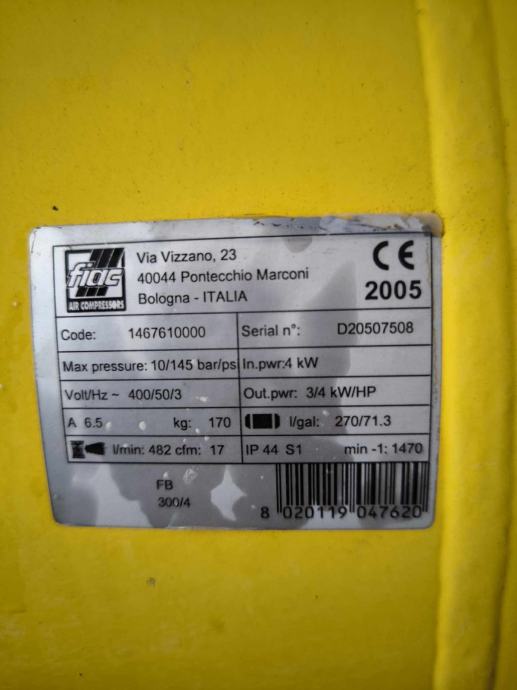 fiac
AIR COMPRESSORS
Via Vizzano, 23
40044 Pontecchio Marconi
Bologna - ITALIA
CE
2005
Code: 1467610000
Serial n°: D20507508
Max pressure: 10/145 bar/ps
In.pwr:4 kW
Volt/Hz ~ 400/50/3
Out.pwr: 3/4 kW/HP
A 6.5 kg: 170
l/gal: 270/71.3
l/min: 482 cfm: 17
IP 44 S1 min -1: 1470
FB
300/4
8 020119 047620